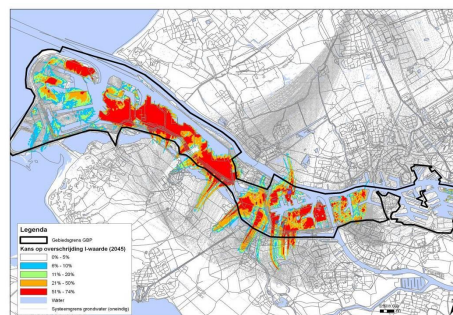 Legenda
Gebiedsgrens GBP
Kans op overschrijding I-waarde (2045)
0% - 5%
6% - 10%
11% - 20%
21% - 50%
51% - 74%
Water
Systeemgrens grondwater (oneindig)